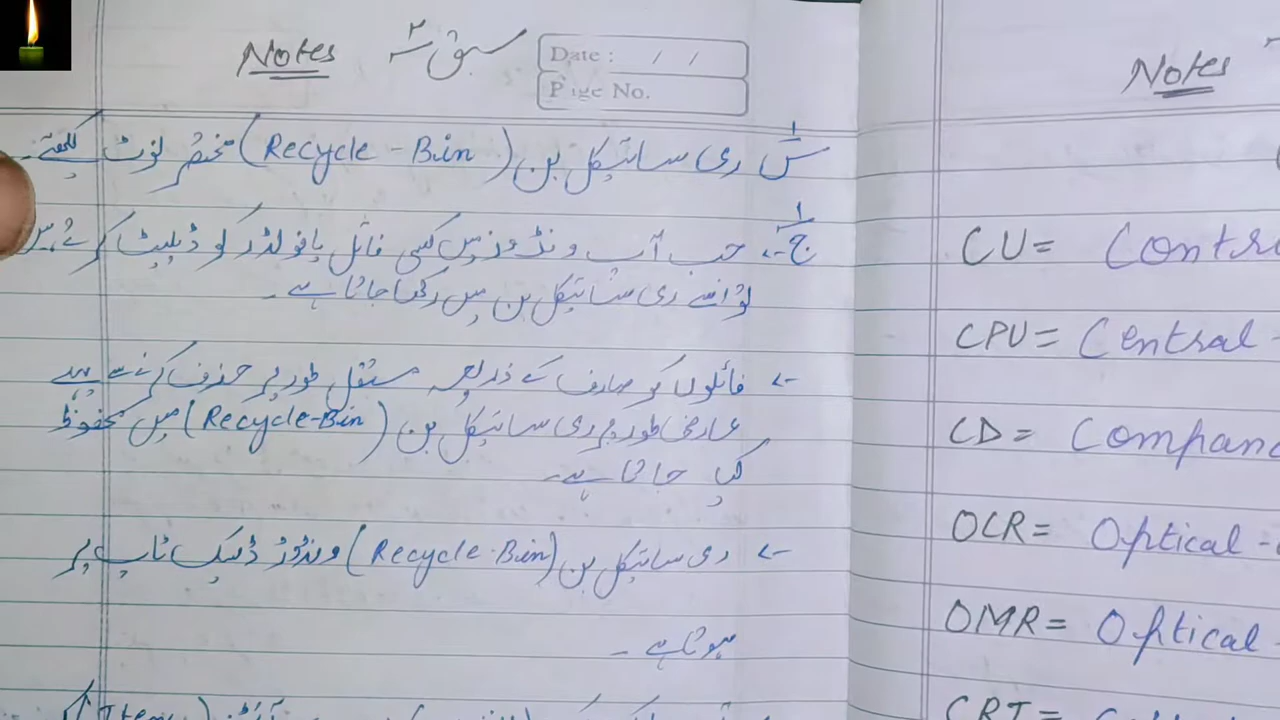 Notes سبق ۲
Date : / /
Page No.
س۱ ری سائیکل بن (Recycle-Bin) مختصر نوٹ لکھئے۔
ج۱۔ جب آپ ونڈوز میں کسی فائل یا فولڈر کو ڈیلیٹ کرتے ہیں
تو اسے ری سائیکل بن میں رکھا جاتا ہے۔
فائلوں کو صارف کے ذریعہ مستقل طور پر حذف کرنے سے پہلے
عارضی طور پر ری سائیکل بن (Recycle-Bin) میں محفوظ
کیا جاتا ہے۔
ری سائیکل بن (Recycle-Bin) ونڈوز ڈیسک ٹاپ پر
ہوتا ہے۔
Notes
CU= Contr
CPU= Central -
CD= Compan
OCR= Optical -
OMR= Optical -
CRT=